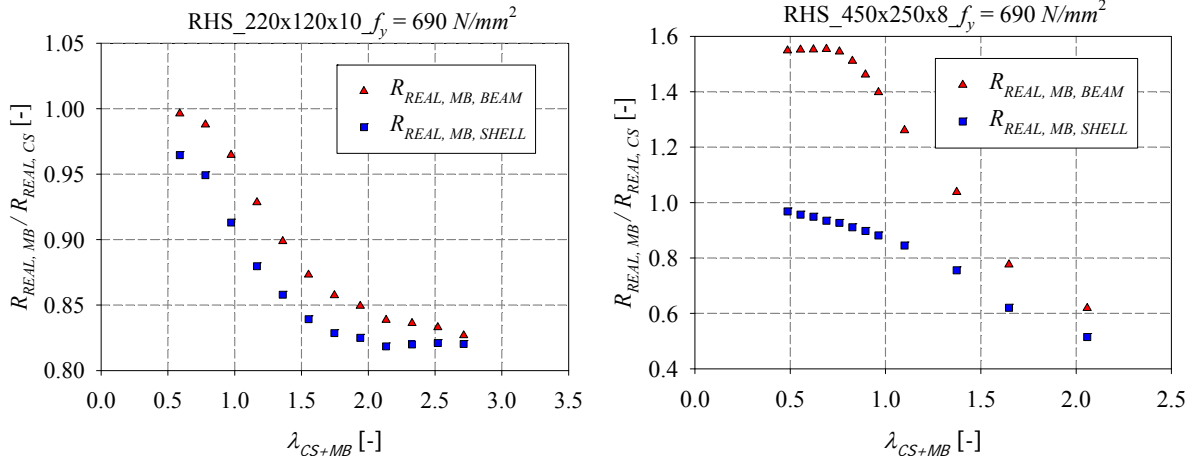 RHS_220x120x10_f_y = 690 N/mm²
1.05
1.00
0.95
0.90
0.85
0.80
R_REAL, MB / R_REAL, CS [-]
R_REAL, MB, BEAM
R_REAL, MB, SHELL
0.0 0.5 1.0 1.5 2.0 2.5 3.0 3.5
λ_CS+MB [-]
RHS_450x250x8_f_y = 690 N/mm²
1.6
1.4
1.2
1.0
0.8
0.6
0.4
R_REAL, MB / R_REAL, CS [-]
R_REAL, MB, BEAM
R_REAL, MB, SHELL
0.0 0.5 1.0 1.5 2.0 2.5
λ_CS+MB [-]